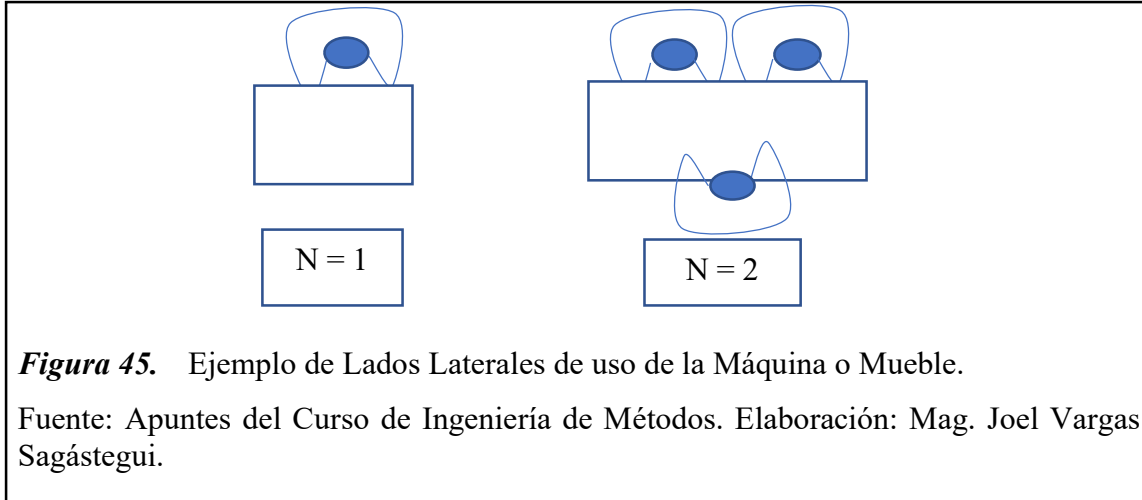 N = 1
N = 2
Figura 45. Ejemplo de Lados Laterales de uso de la Máquina o Mueble.
Fuente: Apuntes del Curso de Ingeniería de Métodos. Elaboración: Mag. Joel Vargas
Sagástegui.